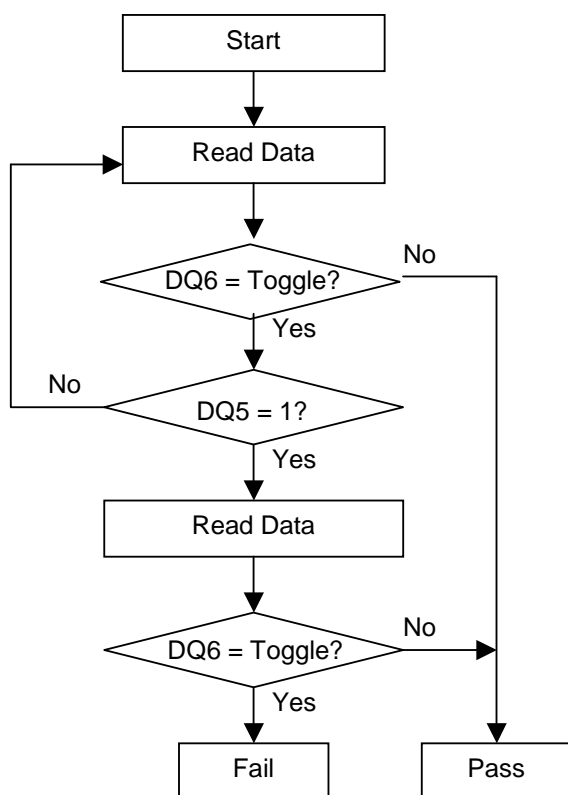 Start
Read Data
DQ6 = Toggle?
No
Yes
No
DQ5 = 1?
Yes
Read Data
DQ6 = Toggle?
No
Yes
Fail
Pass